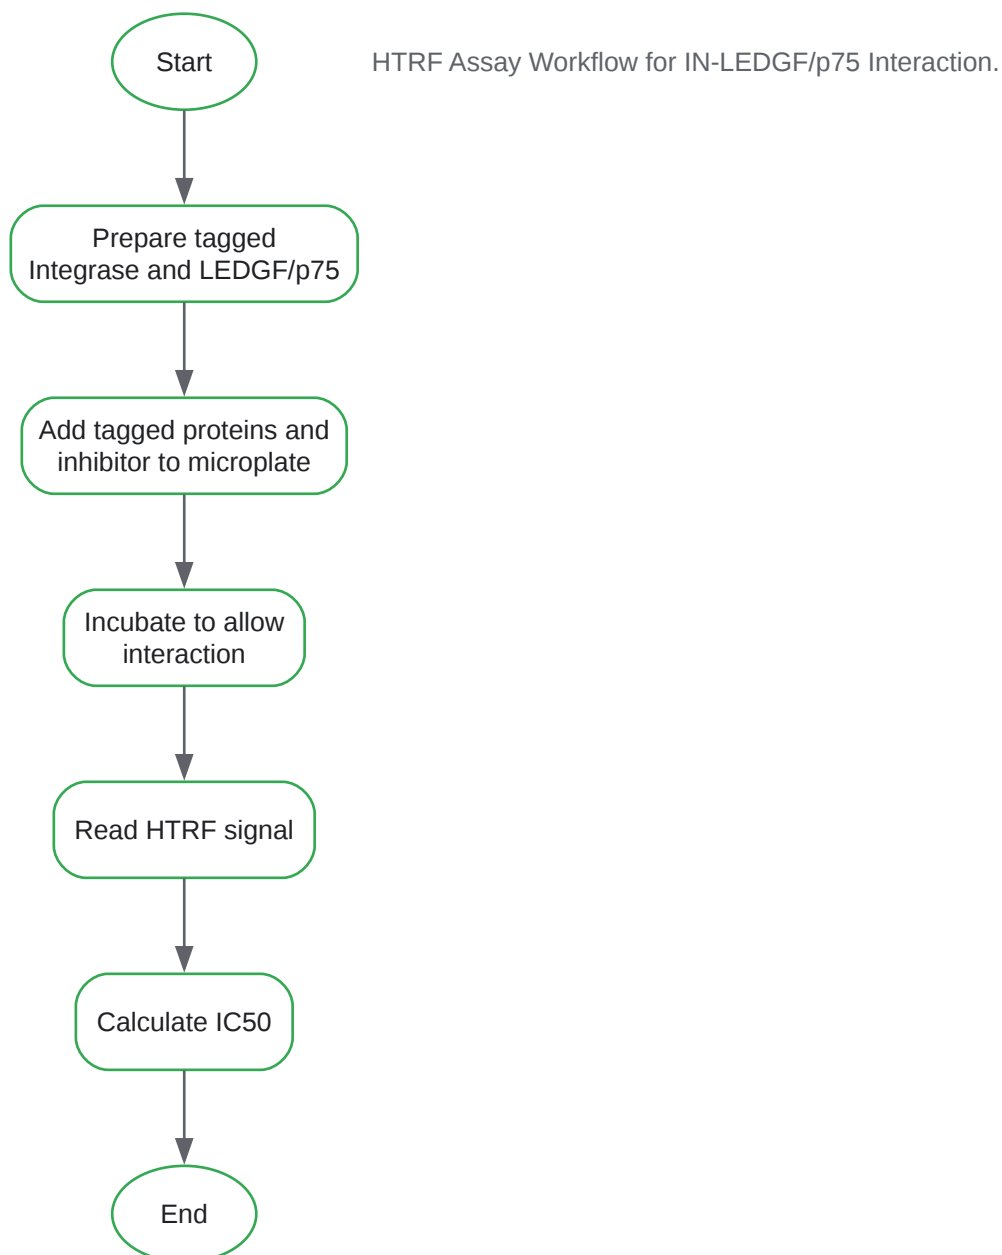 Start
HTRF Assay Workflow for IN-LEDGF/p75 Interaction.
Prepare tagged
Integrase and LEDGF/p75
Add tagged proteins and
inhibitor to microplate
Incubate to allow
interaction
Read HTRF signal
Calculate IC50
End